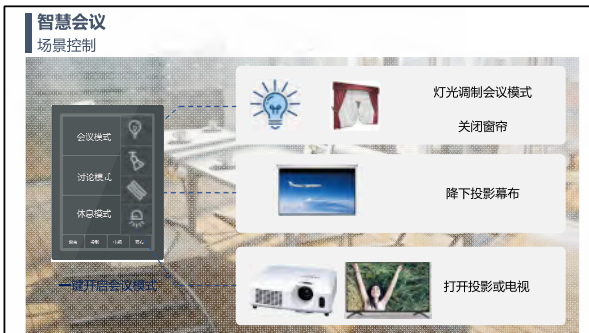 智慧会议
场景控制
会议模式
讨论模式
休息模式
一键开启会议模式
灯光调制会议模式
关闭窗帘
降下投影幕布
打开投影或电视